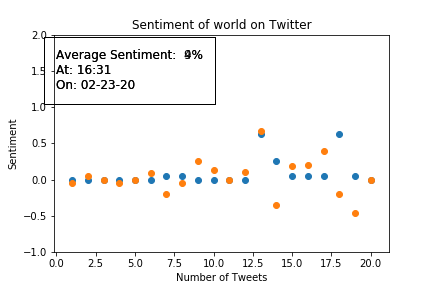 Sentiment of world on Twitter
2.0
Average Sentiment:
At: 16:31
On: 02-23-20
1.5
1.0
0.5
0.0
−0.5
−1.0
Sentiment
0.0 2.5 5.0 7.5 10.0 12.5 15.0 17.5 20.0
Number of Tweets